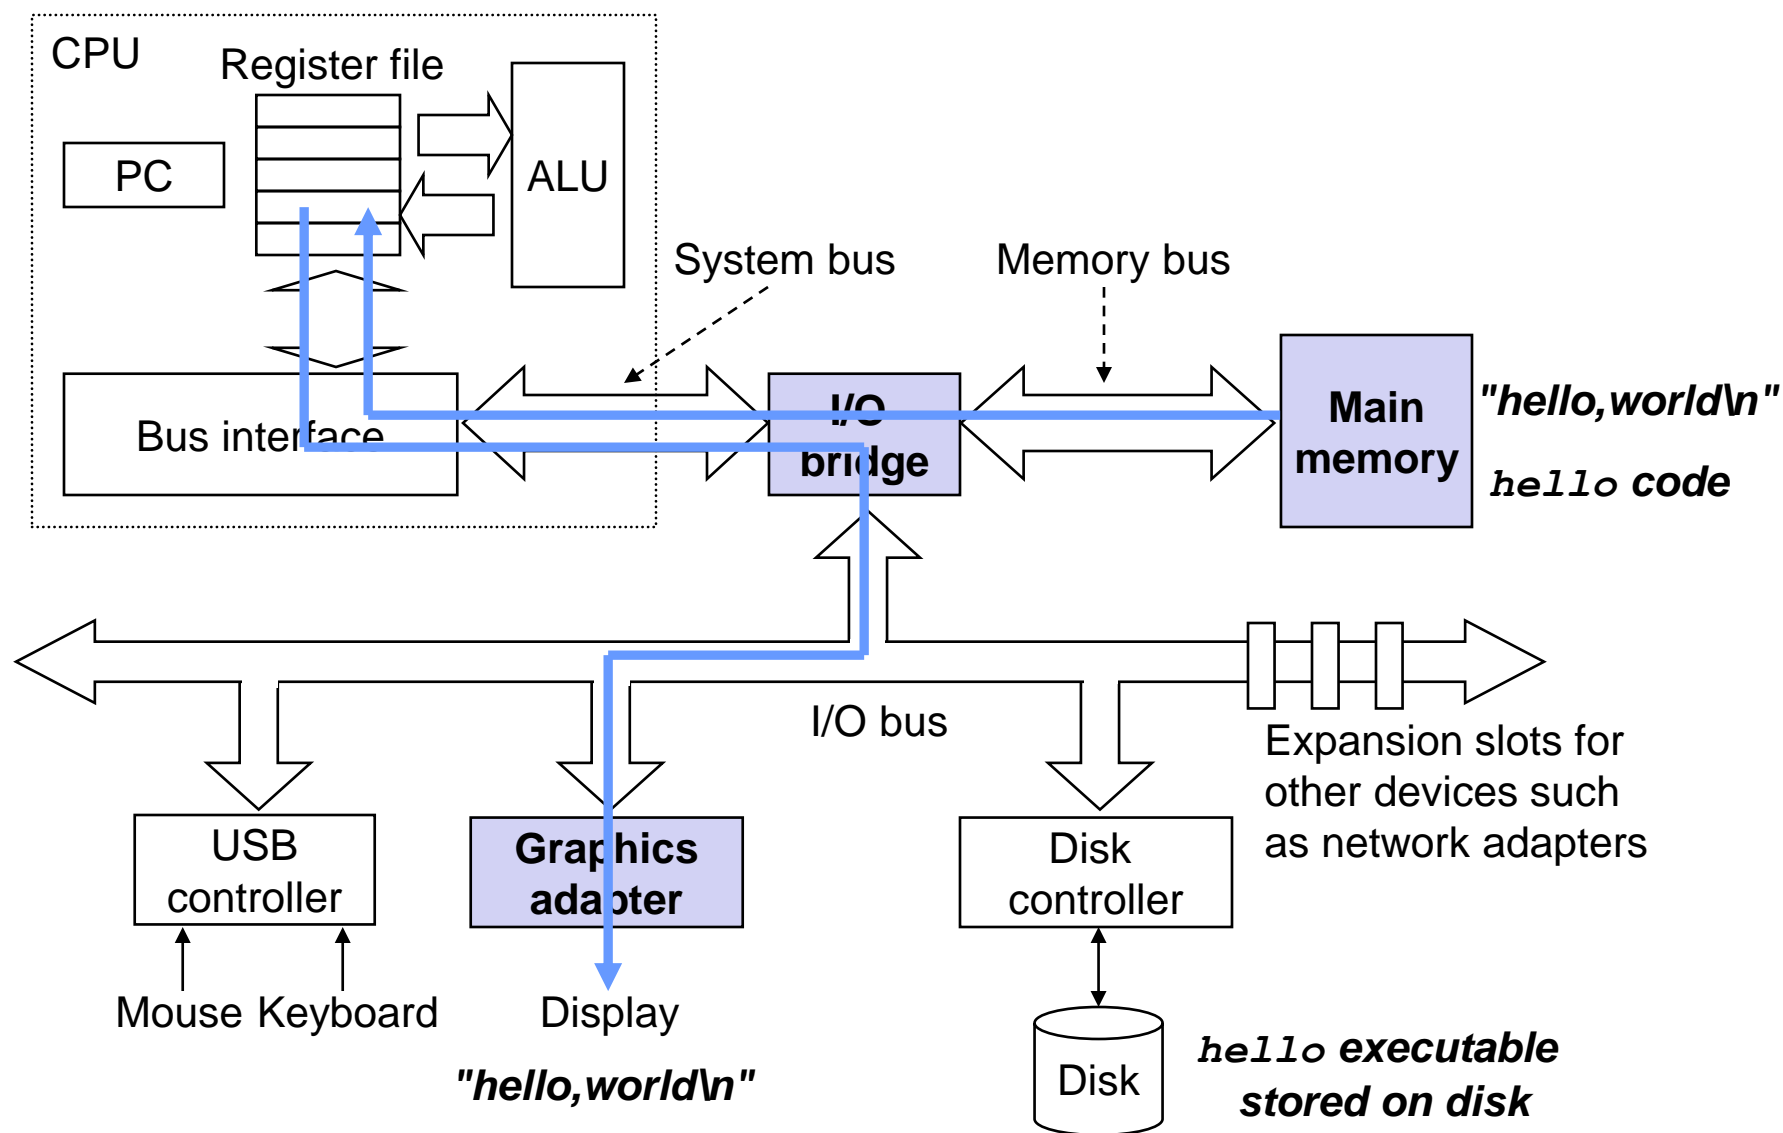 CPU
Register file
PC
ALU
System bus
Memory bus
Bus interface
I/O
bridge
Main
memory
"hello,world\n"
hello code
I/O bus
Expansion slots for
other devices such
as network adapters
USB
controller
Graphics
adapter
Disk
controller
Mouse
Keyboard
Display
"hello,world\n"
Disk
hello executable
stored on disk